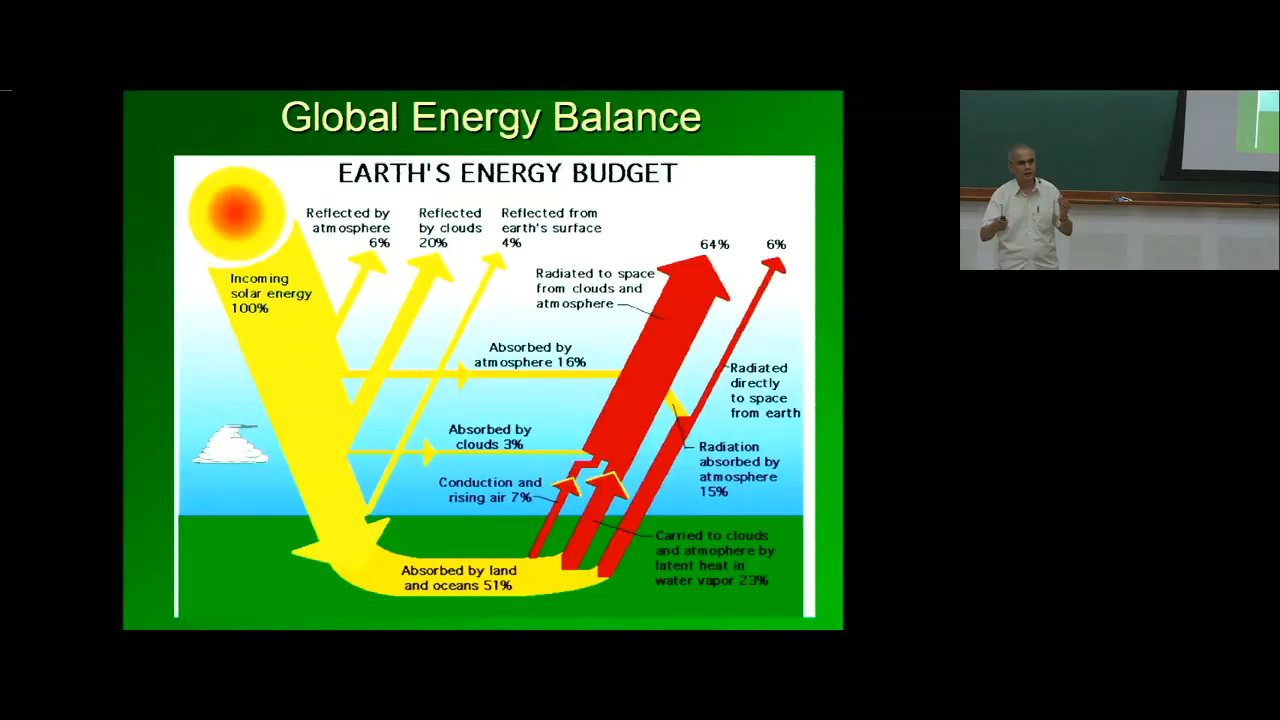 Global Energy Balance
EARTH'S ENERGY BUDGET
Reflected by
atmosphere
6%
Reflected
by clouds
20%
Reflected from
earth's surface
4%
64%
6%
Incoming
solar energy
100%
Radiated to space
from clouds and
atmosphere
Absorbed by
atmosphere 16%
Radiated
directly
to space
from earth
Absorbed by
clouds 3%
Radiation
absorbed by
atmosphere
15%
Conduction and
rising air 7%
Carried to clouds
and atmophere by
latent heat in
water vapor 23%
Absorbed by land
and oceans 51%